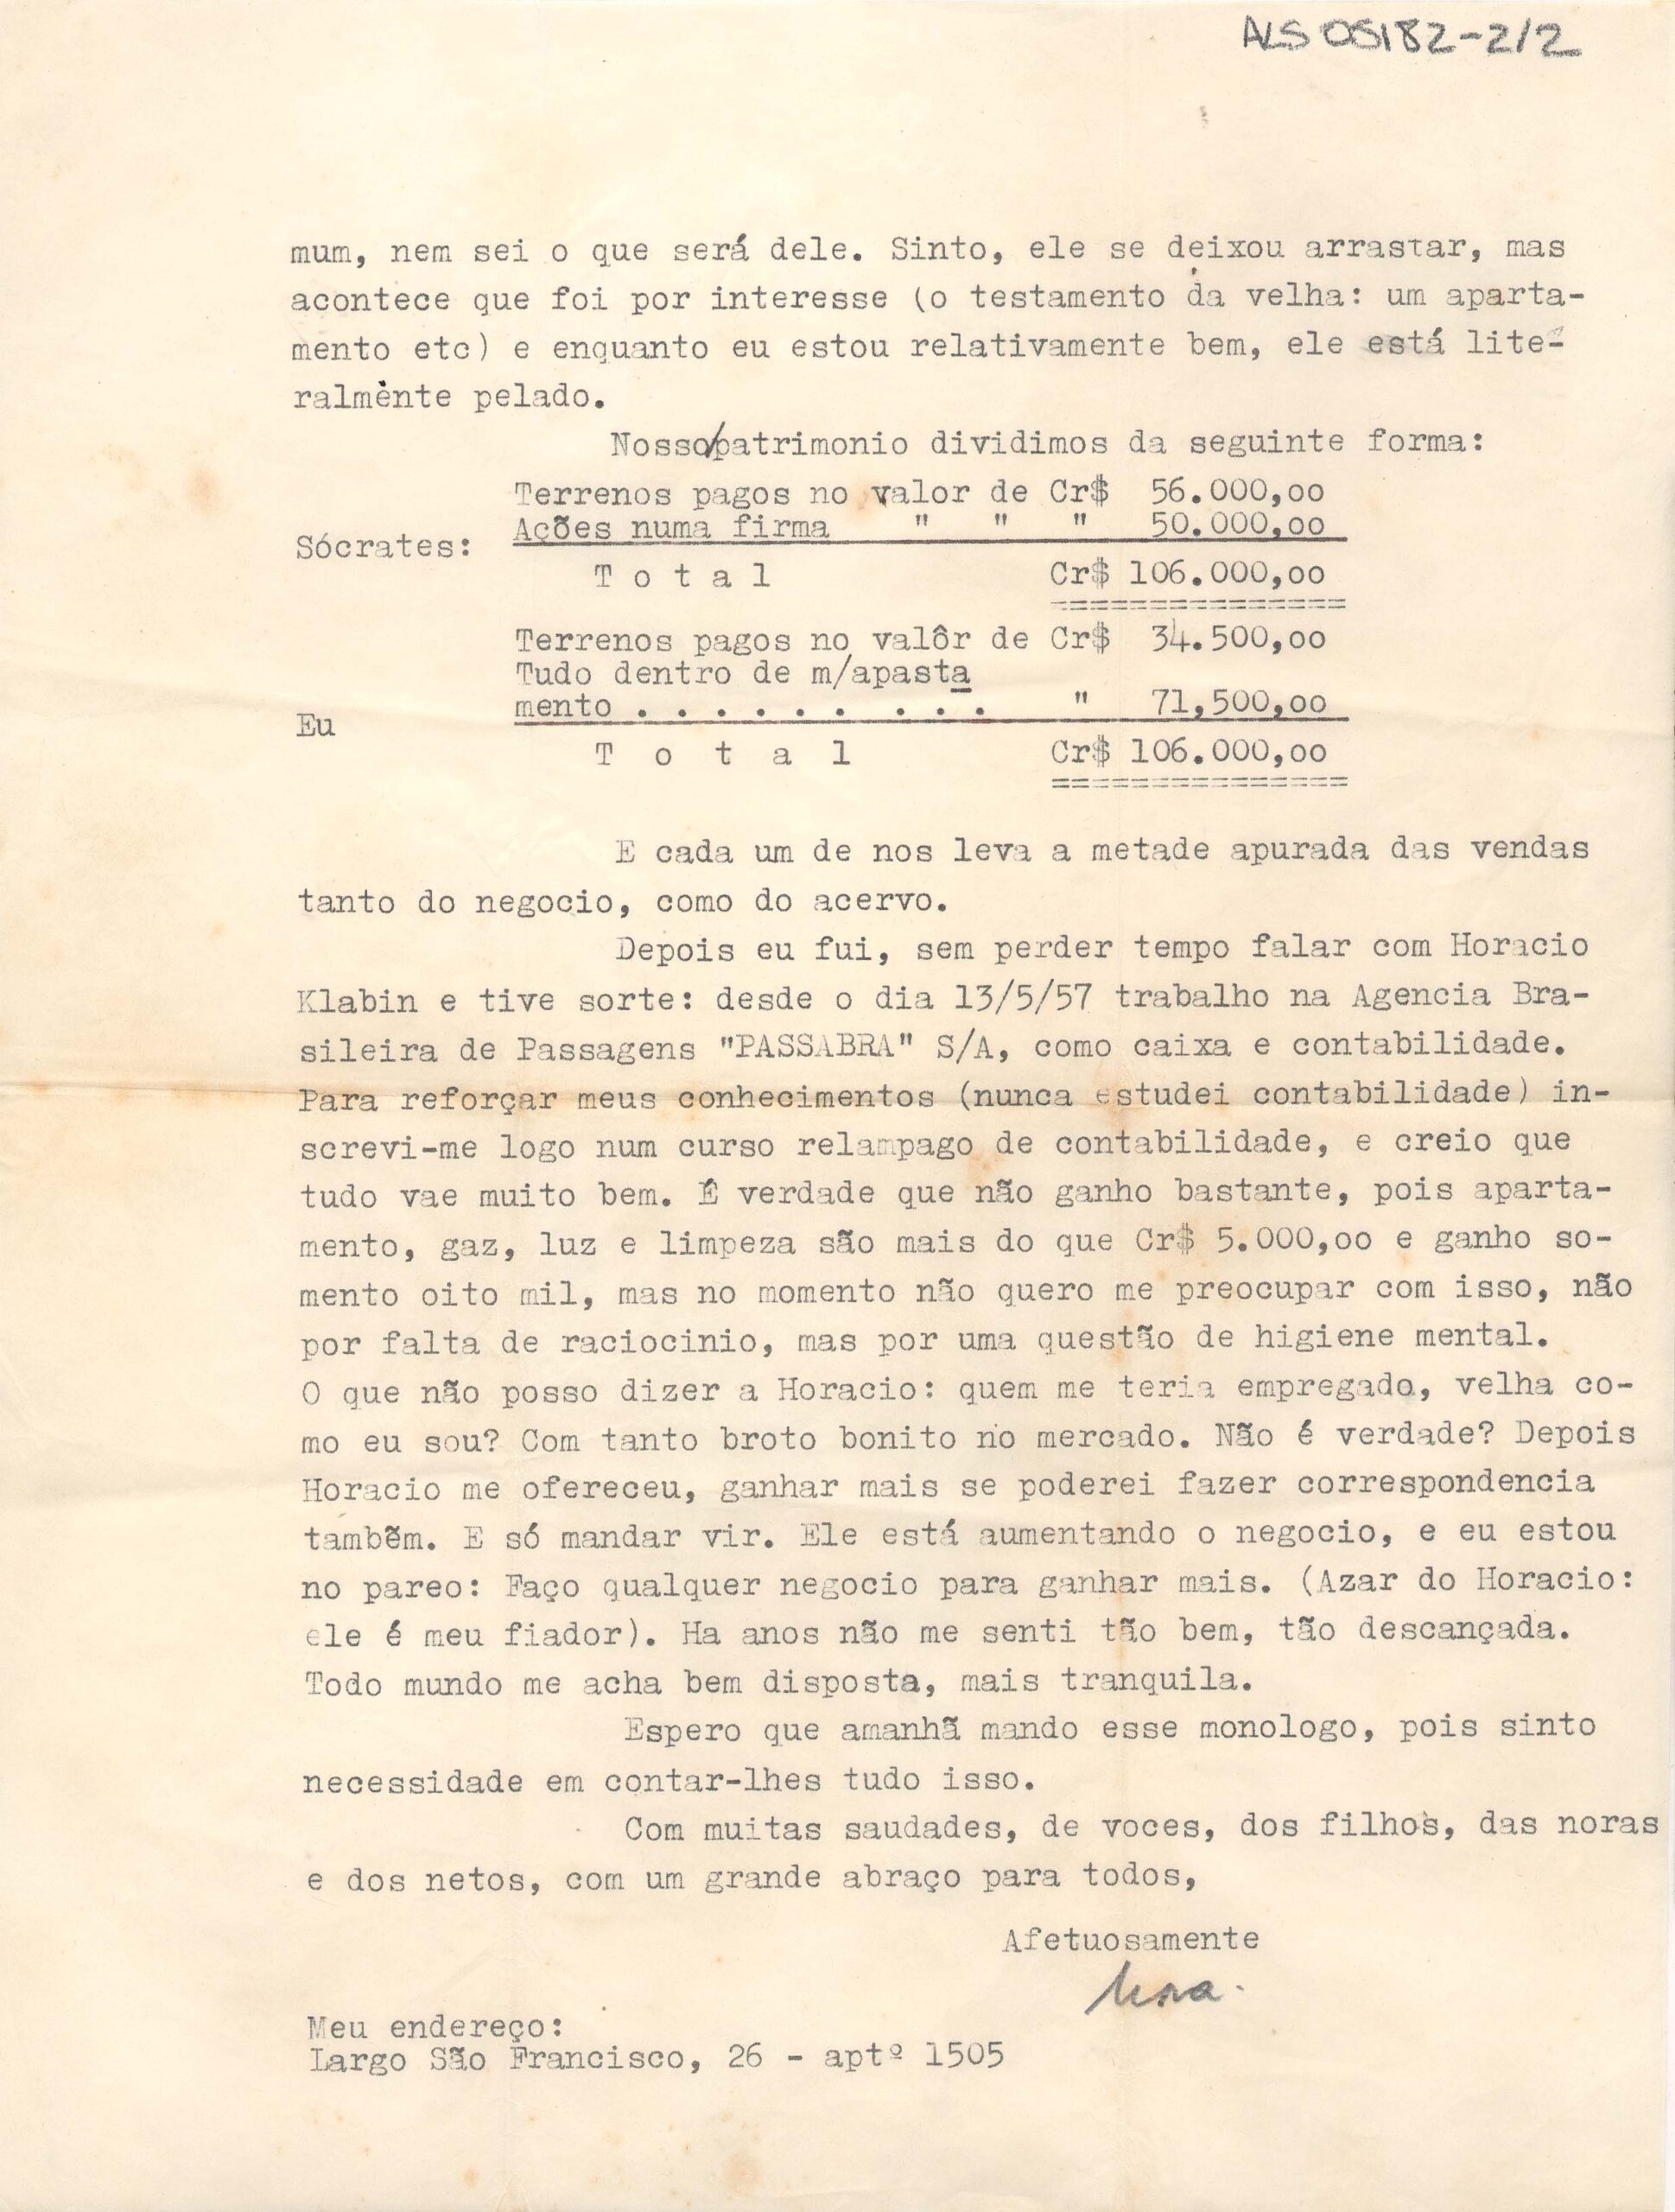 ALS 05182-2/2
mum, nem sei o que será dele. Sinto, ele se deixou arrastar, mas
acontece que foi por interesse (o testamento da velha: um aparta-
mento etc) e enquanto eu estou relativamente bem, ele está lite-
ralmente pelado.
Nosso/patrimonio dividimos da seguinte forma:
Terrenos pagos no valor de Cr$ 56.000,oo
Ações numa firma " " " 50.000,oo
Sócrates:
T o t a l Cr$ 106.000,oo
===============
Terrenos pagos no valôr de Cr$ 34.500,oo
Tudo dentro de m/apasta
mento . . . . . . . . . " 71,500,oo
Eu
T o t a l Cr$ 106.000,oo
===============
E cada um de nos leva a metade apurada das vendas
tanto do negocio, como do acervo.
Depois eu fui, sem perder tempo falar com Horacio
Klabin e tive sorte: desde o dia 13/5/57 trabalho na Agencia Bra-
sileira de Passagens "PASSABRA" S/A, como caixa e contabilidade.
Para reforçar meus conhecimentos (nunca estudei contabilidade) in-
screvi-me logo num curso relampago de contabilidade, e creio que
tudo vae muito bem. É verdade que não ganho bastante, pois aparta-
mento, gaz, luz e limpeza são mais do que Cr$ 5.000,oo e ganho so-
mento oito mil, mas no momento não quero me preocupar com isso, não
por falta de raciocinio, mas por uma questão de higiene mental.
O que não posso dizer a Horacio: quem me teria empregado, velha co-
mo eu sou? Com tanto broto bonito no mercado. Não é verdade? Depois
Horacio me ofereceu, ganhar mais se poderei fazer correspondencia
tambẽm. E só mandar vir. Ele está aumentando o negocio, e eu estou
no pareo: Faço qualquer negocio para ganhar mais. (Azar do Horacio:
ele é meu fiador). Ha anos não me senti tão bem, tão descançada.
Todo mundo me acha bem disposta, mais tranquila.
Espero que amanhã mando esse monologo, pois sinto
necessidade em contar-lhes tudo isso.
Com muitas saudades, de voces, dos filhos, das noras
e dos netos, com um grande abraço para todos,
Afetuosamente
Meu endereço:
Largo São Francisco, 26 - aptº 1505